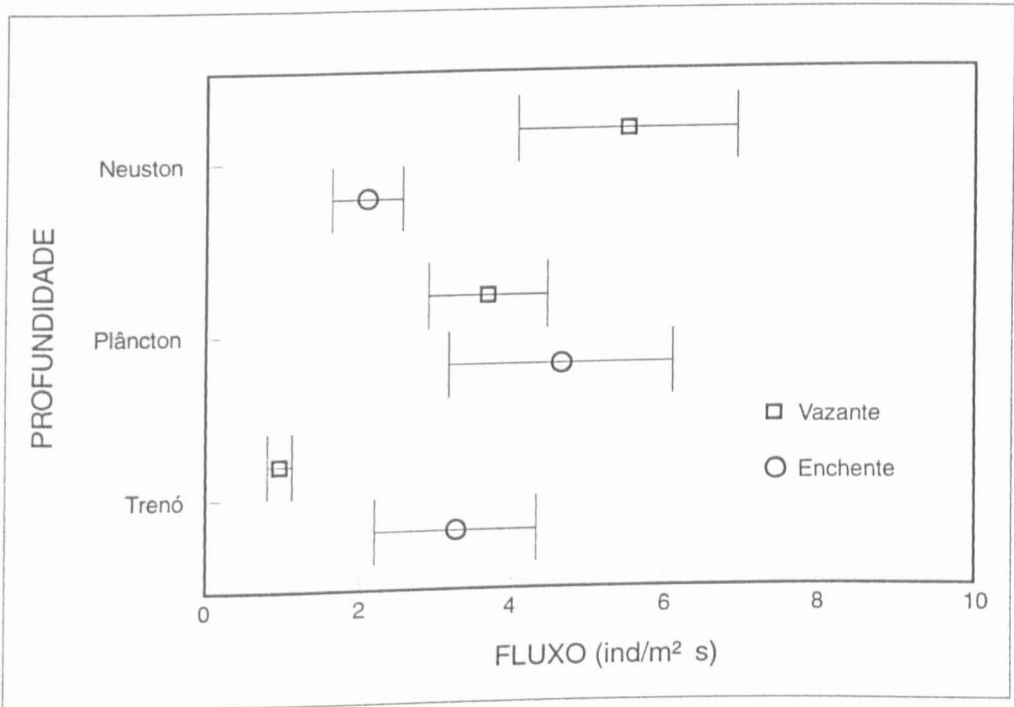 PROFUNDIDADE
Neuston
Plâncton
Trenó
Vazante
Enchente
0 2 4 6 8 10
FLUXO (ind/m² s)